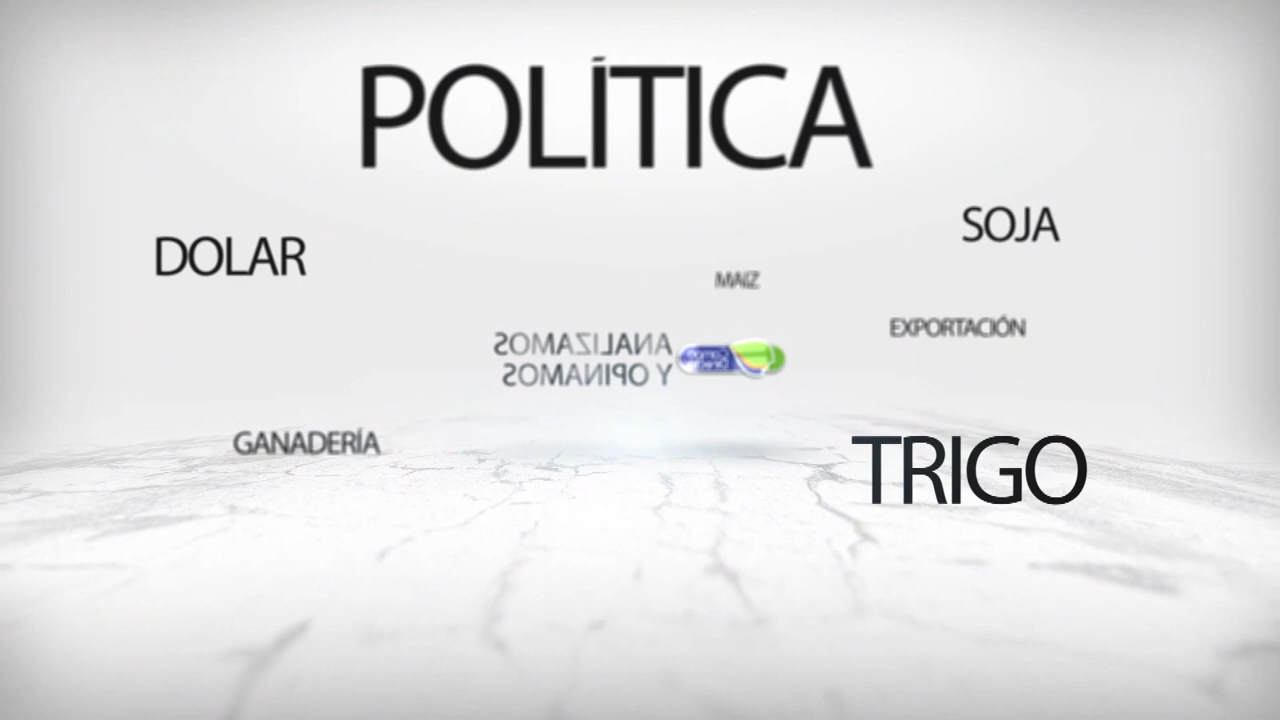 POLÍTICA
SOJA
DOLAR
MAIZ
EXPORTACIÓN
ANALIZAMOS
Y OPINAMOS
GANADERÍA
TRIGO